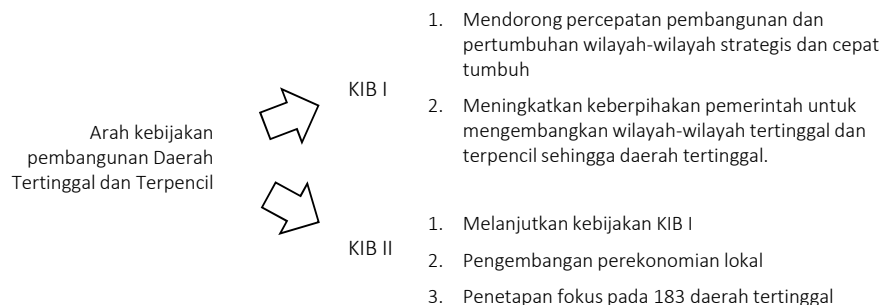 Arah kebijakan
pembangunan Daerah
Tertinggal dan Terpencil
KIB I
1. Mendorong percepatan pembangunan dan
pertumbuhan wilayah-wilayah strategis dan cepat
tumbuh
2. Meningkatkan keberpihakan pemerintah untuk
mengembangkan wilayah-wilayah tertinggal dan
terpencil sehingga daerah tertinggal.
KIB II
1. Melanjutkan kebijakan KIB I
2. Pengembangan perekonomian lokal
3. Penetapan fokus pada 183 daerah tertinggal